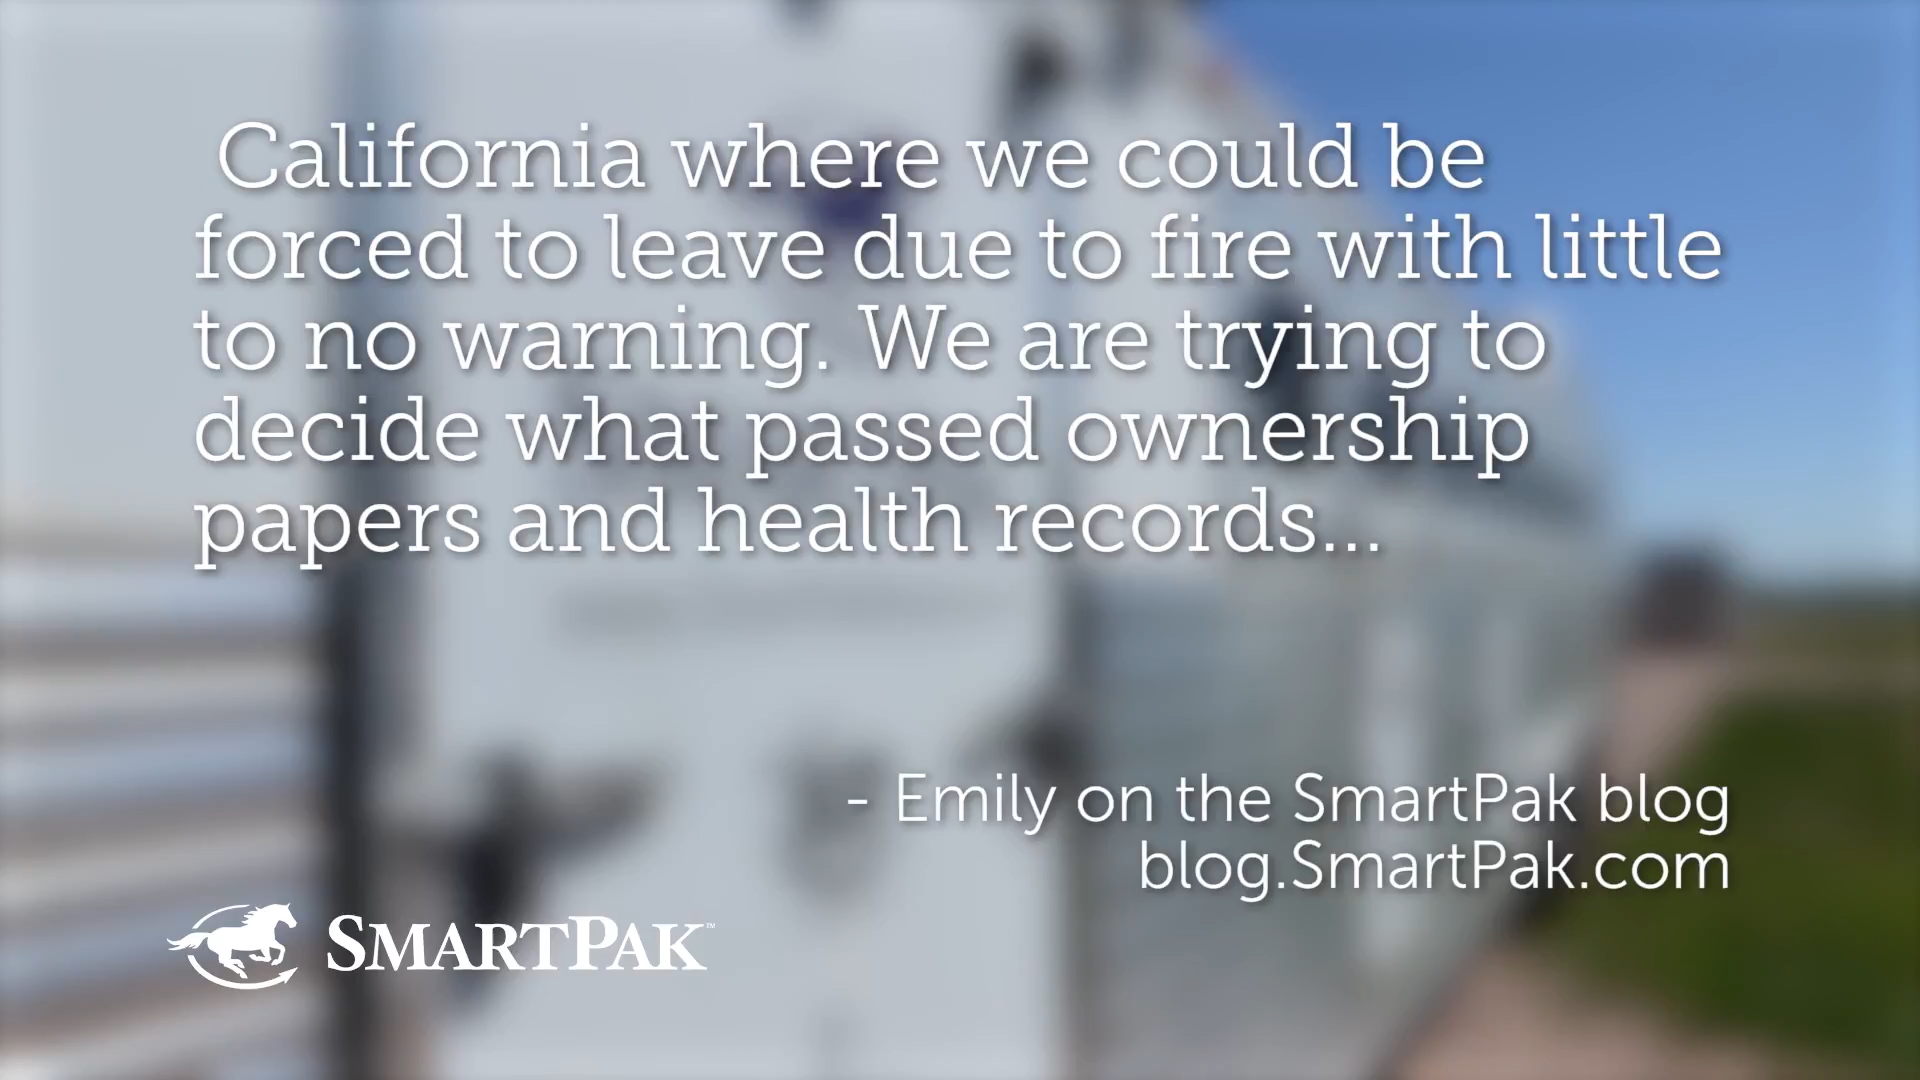 California where we could be
forced to leave due to fire with little
to no warning. We are trying to
decide what passed ownership
papers and health records...
- Emily on the SmartPak blog
blog.SmartPak.com
SMARTPAK™